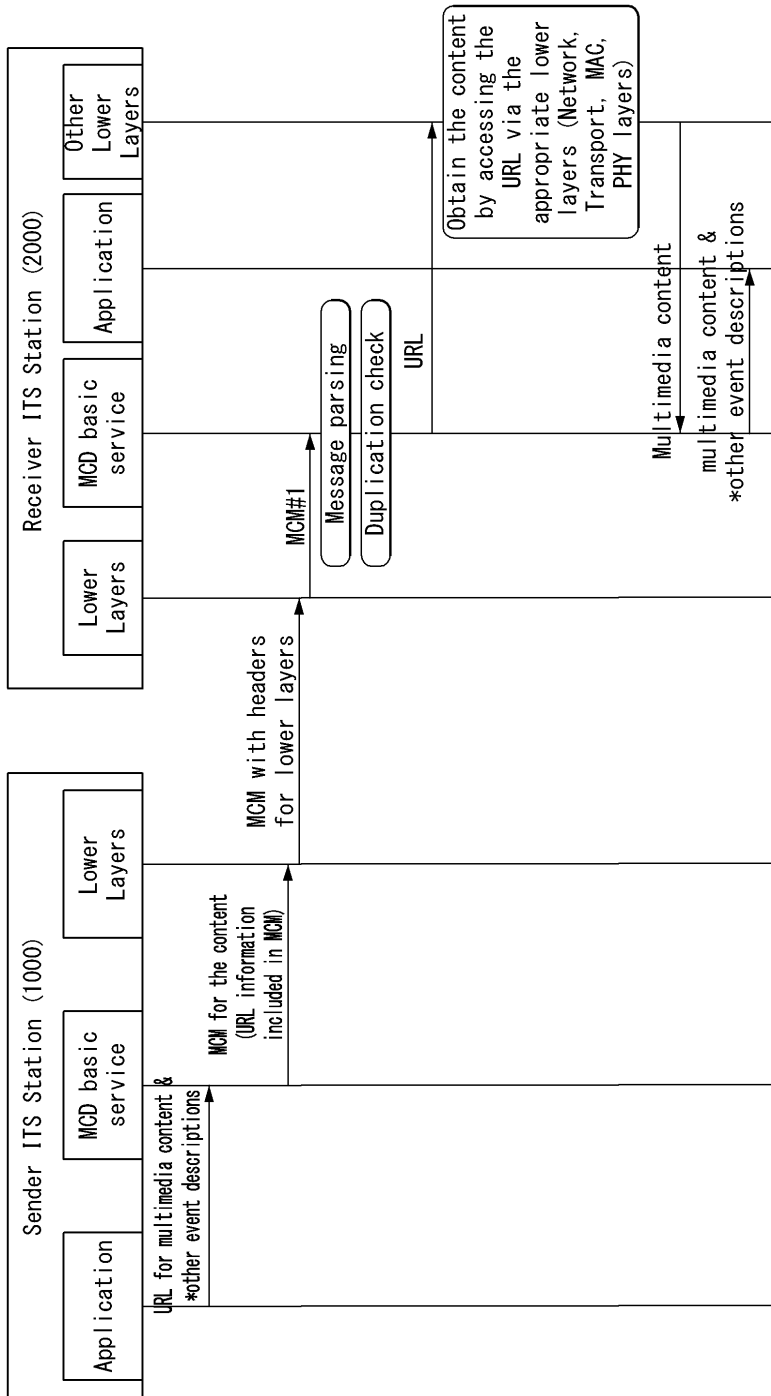 Sender ITS Station (1000)
Application
MCD basic
service
Lower
Layers
Receiver ITS Station (2000)
Lower
Layers
MCD basic
service
Application
Other
Lower
Layers
URL for multimedia content &
*other event descriptions
MCM for the content
(URL information
included in MCM)
MCM with headers
for lower layers
MCM#1
Message parsing
Duplication check
URL
Obtain the content
by accessing the
URL via the
appropriate lower
layers (Network,
Transport, MAC,
PHY layers)
Multimedia content
multimedia content &
*other event descriptions